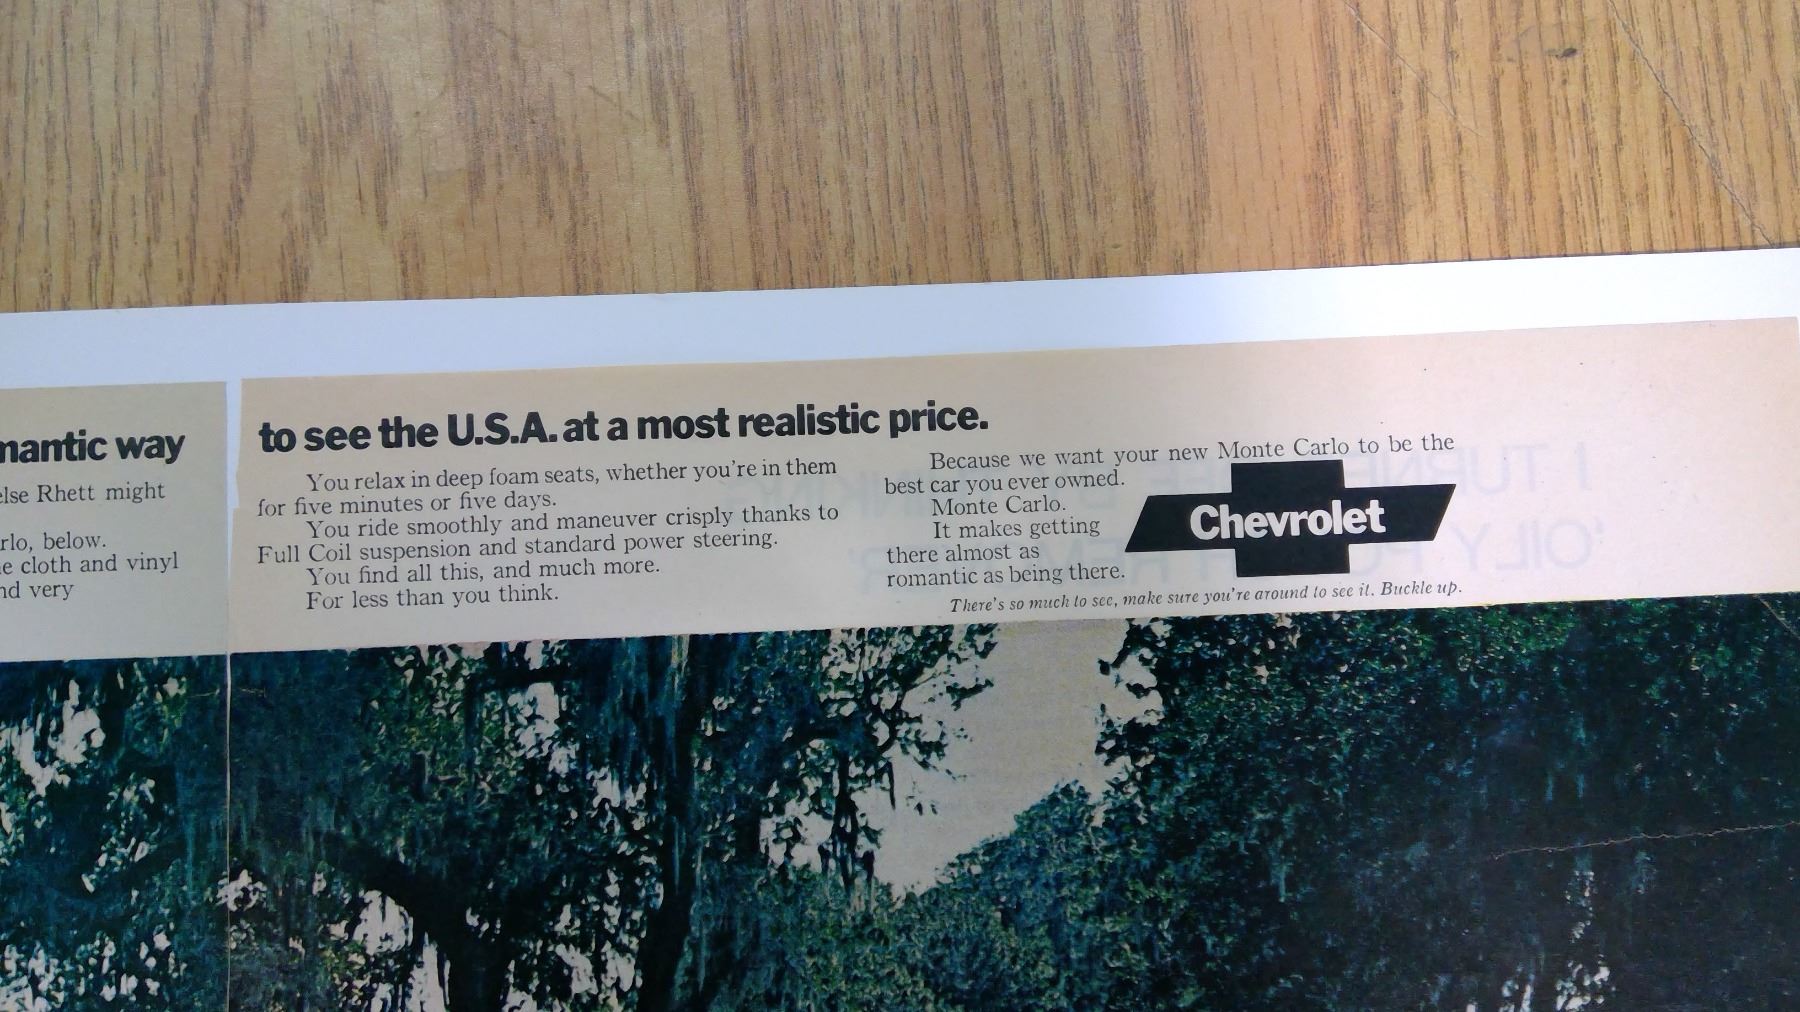 mantic way
else Rhett might
rlo, below.
e cloth and vinyl
nd very
to see the U.S.A. at a most realistic price.
You relax in deep foam seats, whether you're in them
for five minutes or five days.
You ride smoothly and maneuver crisply thanks to
Full Coil suspension and standard power steering.
You find all this, and much more.
For less than you think.
Because we want your new Monte Carlo to be the
best car you ever owned.
Monte Carlo.
It makes getting
there almost as
romantic as being there.
Chevrolet
There's so much to see, make sure you're around to see it. Buckle up.